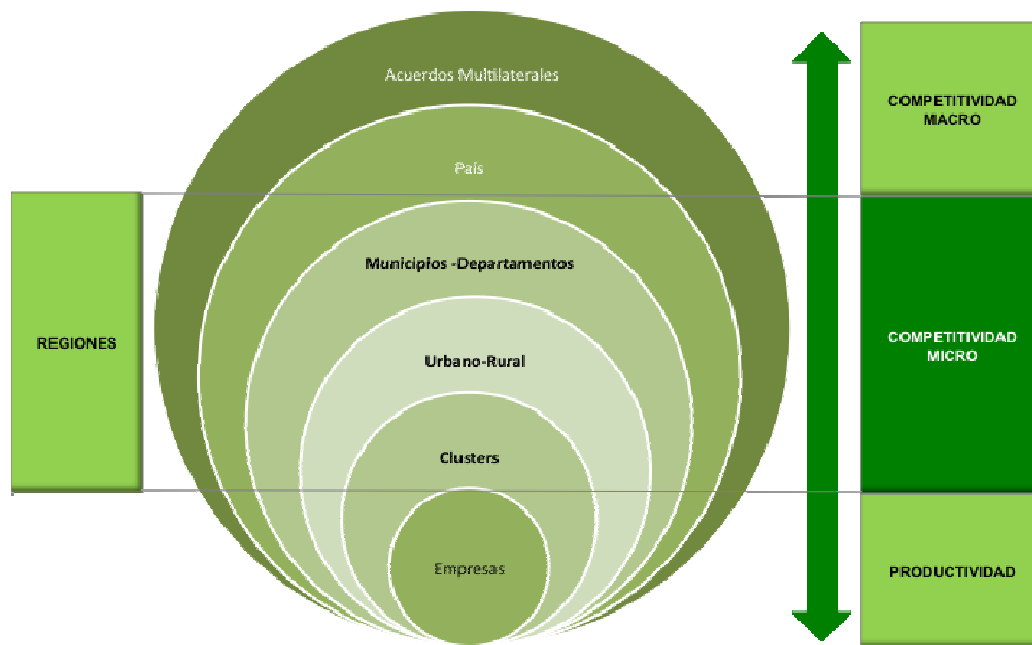 Acuerdos Multilaterales
COMPETITIVIDAD
MACRO
País
Municipios -Departamentos
REGIONES
COMPETITIVIDAD
MICRO
Urbano-Rural
Clusters
Empresas
PRODUCTIVIDAD